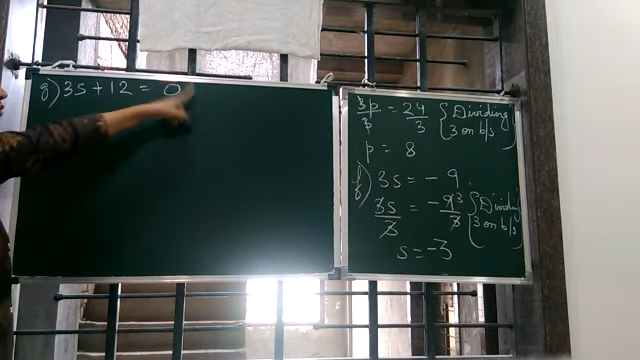 g) 3s + 12 = 0
3p/3 = 24/3 { Dividing 3 on b/s }
p = 8
f) 3s = - 9.
3s/3 = - 9 3/3 { Dividing 3 on b/s }
s = - 3